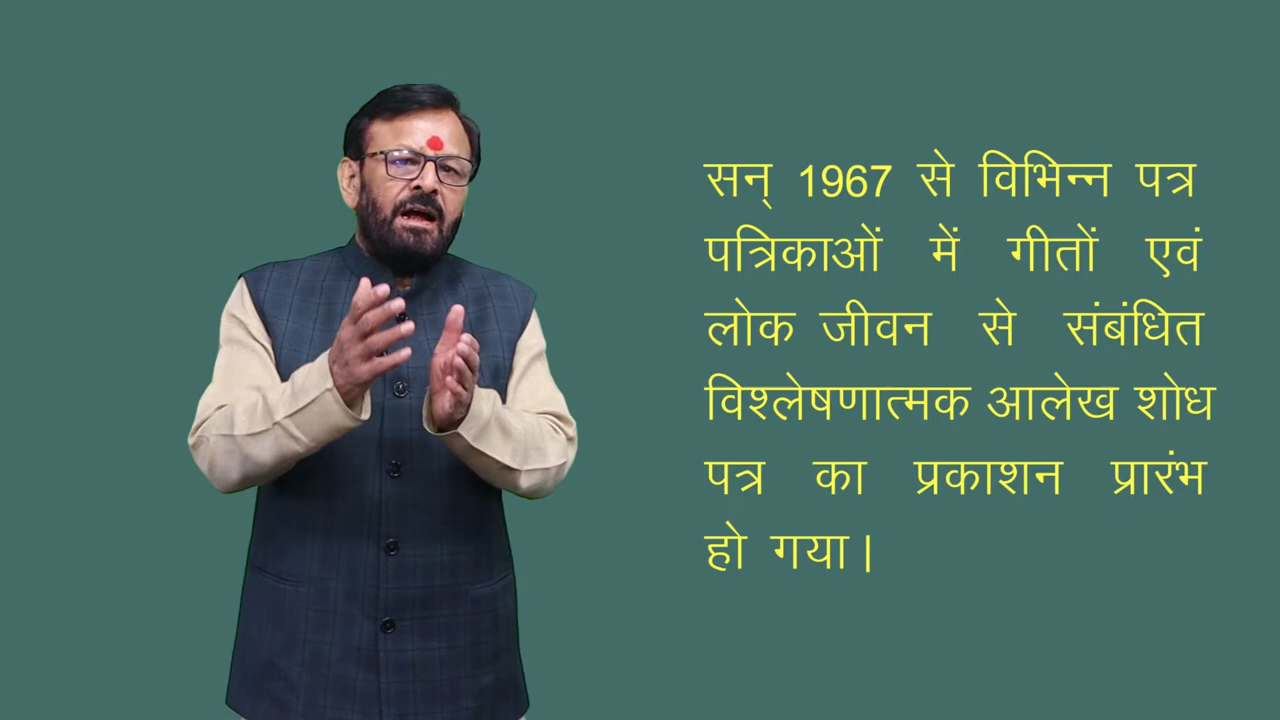 सन् 1967 से विभिन्न पत्र
पत्रिकाओं में गीतों एवं
लोक जीवन से संबंधित
विश्लेषणात्मक आलेख शोध
पत्र का प्रकाशन प्रारंभ
हो गया।